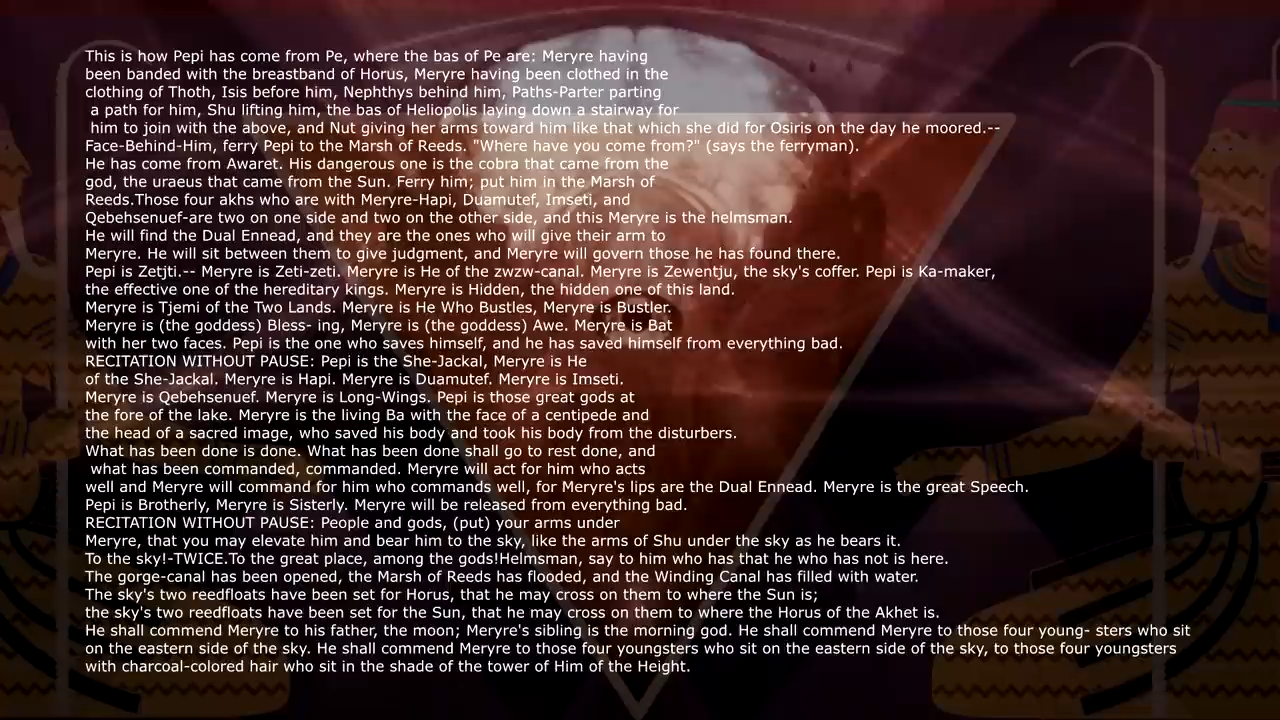 This is how Pepi has come from Pe, where the bas of Pe are: Meryre having
been banded with the breastband of Horus, Meryre having been clothed in the
clothing of Thoth, Isis before him, Nephthys behind him, Paths-Parter parting
a path for him, Shu lifting him, the bas of Heliopolis laying down a stairway for
him to join with the above, and Nut giving her arms toward him like that which she did for Osiris on the day he moored.--
Face-Behind-Him, ferry Pepi to the Marsh of Reeds. "Where have you come from?" (says the ferryman).
He has come from Awaret. His dangerous one is the cobra that came from the
god, the uraeus that came from the Sun. Ferry him; put him in the Marsh of
Reeds.Those four akhs who are with Meryre-Hapi, Duamutef, Imseti, and
Qebehsenuef-are two on one side and two on the other side, and this Meryre is the helmsman.
He will find the Dual Ennead, and they are the ones who will give their arm to
Meryre. He will sit between them to give judgment, and Meryre will govern those he has found there.
Pepi is Zetjti.-- Meryre is Zeti-zeti. Meryre is He of the zwzw-canal. Meryre is Zewentju, the sky's coffer. Pepi is Ka-maker,
the effective one of the hereditary kings. Meryre is Hidden, the hidden one of this land.
Meryre is Tjemi of the Two Lands. Meryre is He Who Bustles, Meryre is Bustler.
Meryre is (the goddess) Bless- ing, Meryre is (the goddess) Awe. Meryre is Bat
with her two faces. Pepi is the one who saves himself, and he has saved himself from everything bad.
RECITATION WITHOUT PAUSE: Pepi is the She-Jackal, Meryre is He
of the She-Jackal. Meryre is Hapi. Meryre is Duamutef. Meryre is Imseti.
Meryre is Qebehsenuef. Meryre is Long-Wings. Pepi is those great gods at
the fore of the lake. Meryre is the living Ba with the face of a centipede and
the head of a sacred image, who saved his body and took his body from the disturbers.
What has been done is done. What has been done shall go to rest done, and
what has been commanded, commanded. Meryre will act for him who acts
well and Meryre will command for him who commands well, for Meryre's lips are the Dual Ennead. Meryre is the great Speech.
Pepi is Brotherly, Meryre is Sisterly. Meryre will be released from everything bad.
RECITATION WITHOUT PAUSE: People and gods, (put) your arms under
Meryre, that you may elevate him and bear him to the sky, like the arms of Shu under the sky as he bears it.
To the sky!-TWICE.To the great place, among the gods!Helmsman, say to him who has that he who has not is here.
The gorge-canal has been opened, the Marsh of Reeds has flooded, and the Winding Canal has filled with water.
The sky's two reedfloats have been set for Horus, that he may cross on them to where the Sun is;
the sky's two reedfloats have been set for the Sun, that he may cross on them to where the Horus of the Akhet is.
He shall commend Meryre to his father, the moon; Meryre's sibling is the morning god. He shall commend Meryre to those four young- sters who sit
on the eastern side of the sky. He shall commend Meryre to those four youngsters who sit on the eastern side of the sky, to those four youngsters
with charcoal-colored hair who sit in the shade of the tower of Him of the Height.